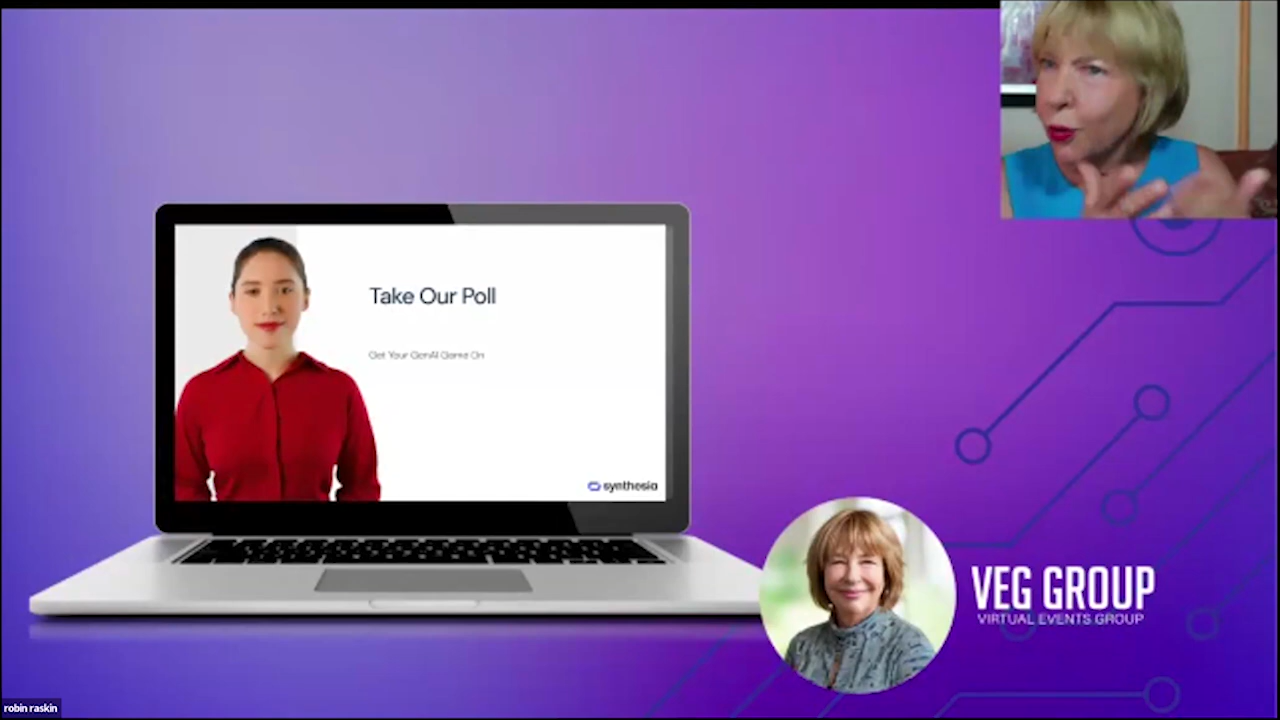 Take Our Poll
Get Your GenAI Game On
synthesia
VEG GROUP
VIRTUAL EVENTS GROUP
robin raskin